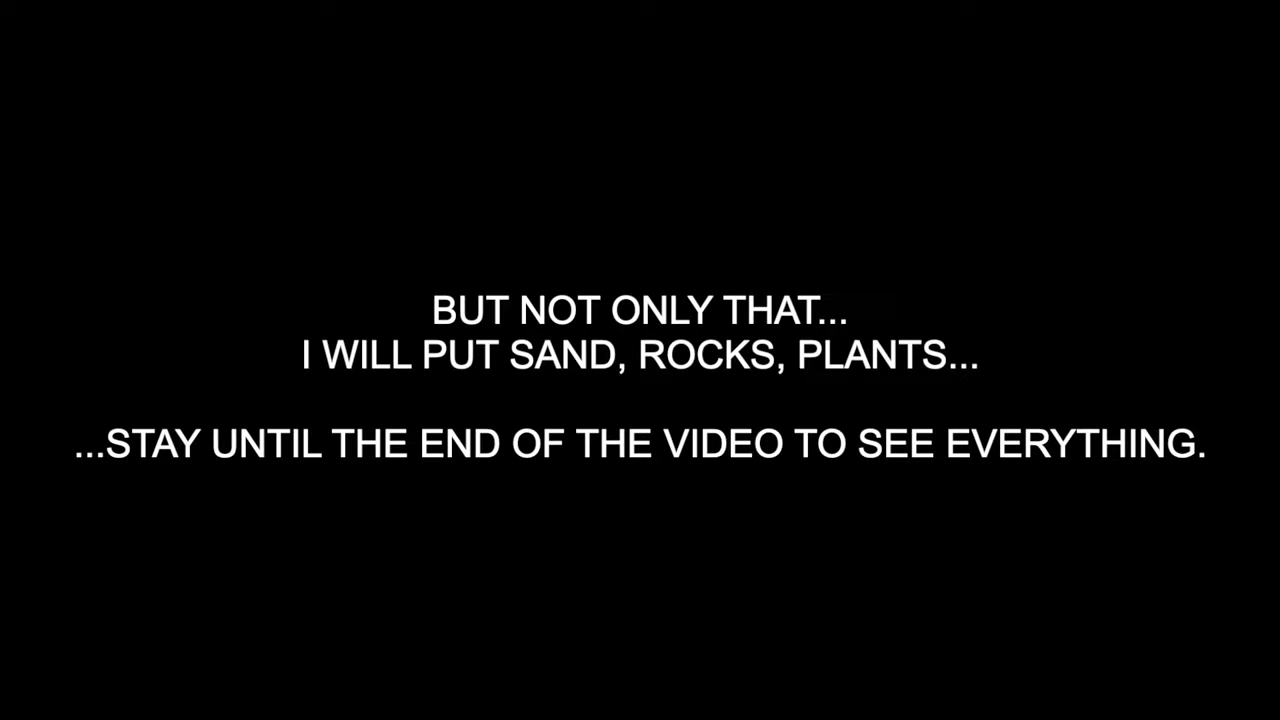 BUT NOT ONLY THAT...
I WILL PUT SAND, ROCKS, PLANTS...
...STAY UNTIL THE END OF THE VIDEO TO SEE EVERYTHING.